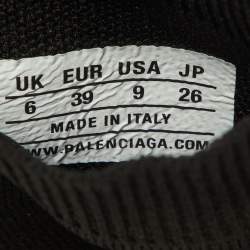 UK EUR USA JP
6 39 9 26
MADE IN ITALY
WWW.BALENCIAGA.COM